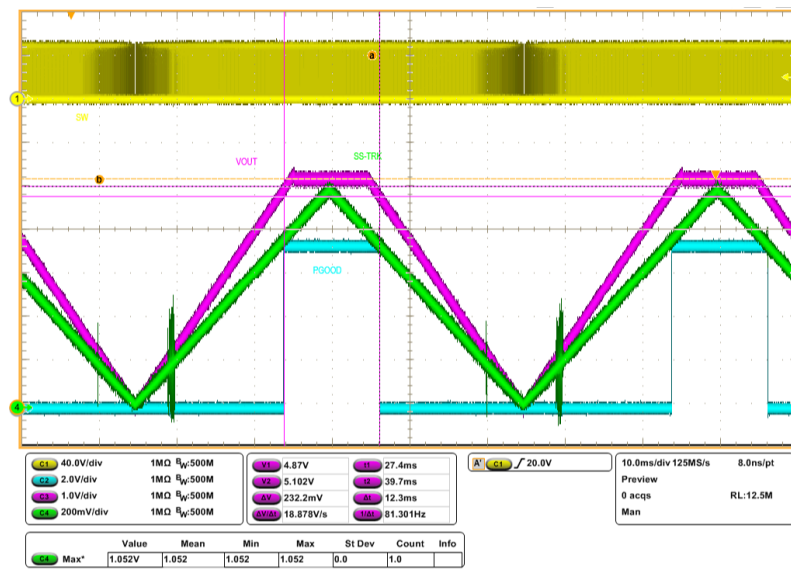 a
1
SW
VOUT
SS-TRK
b
PGOOD
4
C1 40.0V/div 1MΩ BW:500M
C2 2.0V/div 1MΩ BW:500M
C3 1.0V/div 1MΩ BW:500M
C4 200mV/div 1MΩ BW:500M
V1 4.87V t1 27.4ms
V2 5.102V t2 39.7ms
ΔV 232.2mV Δt 12.3ms
ΔV/Δt 18.878V/s 1/Δt 81.301Hz
A' C1 20.0V
10.0ms/div 125MS/s 8.0ns/pt
Preview
0 acqs RL:12.5M
Man
Value Mean Min Max St Dev Count Info
C4 Max* 1.052V 1.052 1.052 1.052 0.0 1.0